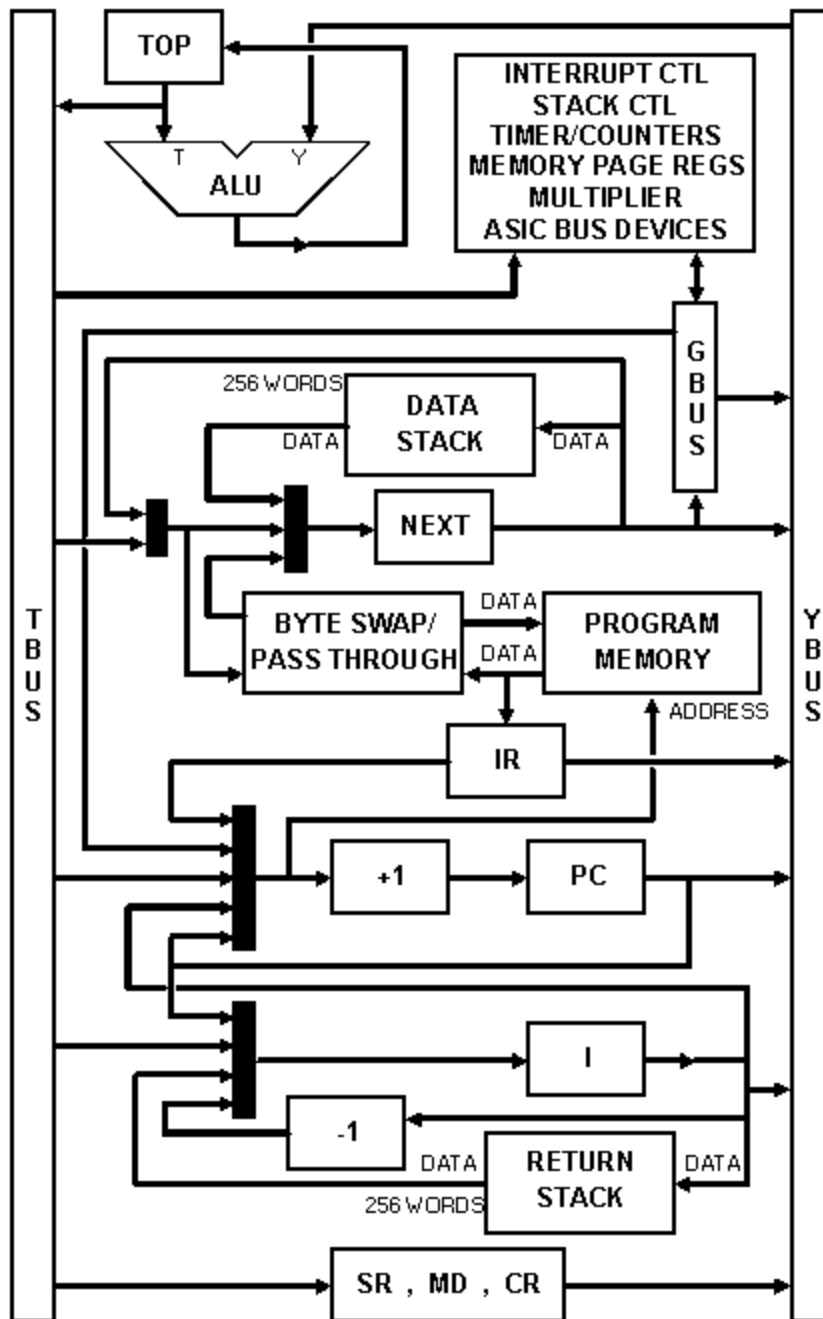 TOP
T
Y
ALU
INTERRUPT CTL
STACK CTL
TIMER/COUNTERS
MEMORY PAGE REGS
MULTIPLIER
ASIC BUS DEVICES
G
B
U
S
256 WORDS
DATA
STACK
DATA
DATA
NEXT
T
B
U
S
Y
B
U
S
BYTE SWAP/
PASS THROUGH
DATA
DATA
PROGRAM
MEMORY
ADDRESS
IR
+1
PC
I
-1
DATA
256 WORDS
RETURN
STACK
DATA
SR , MD , CR